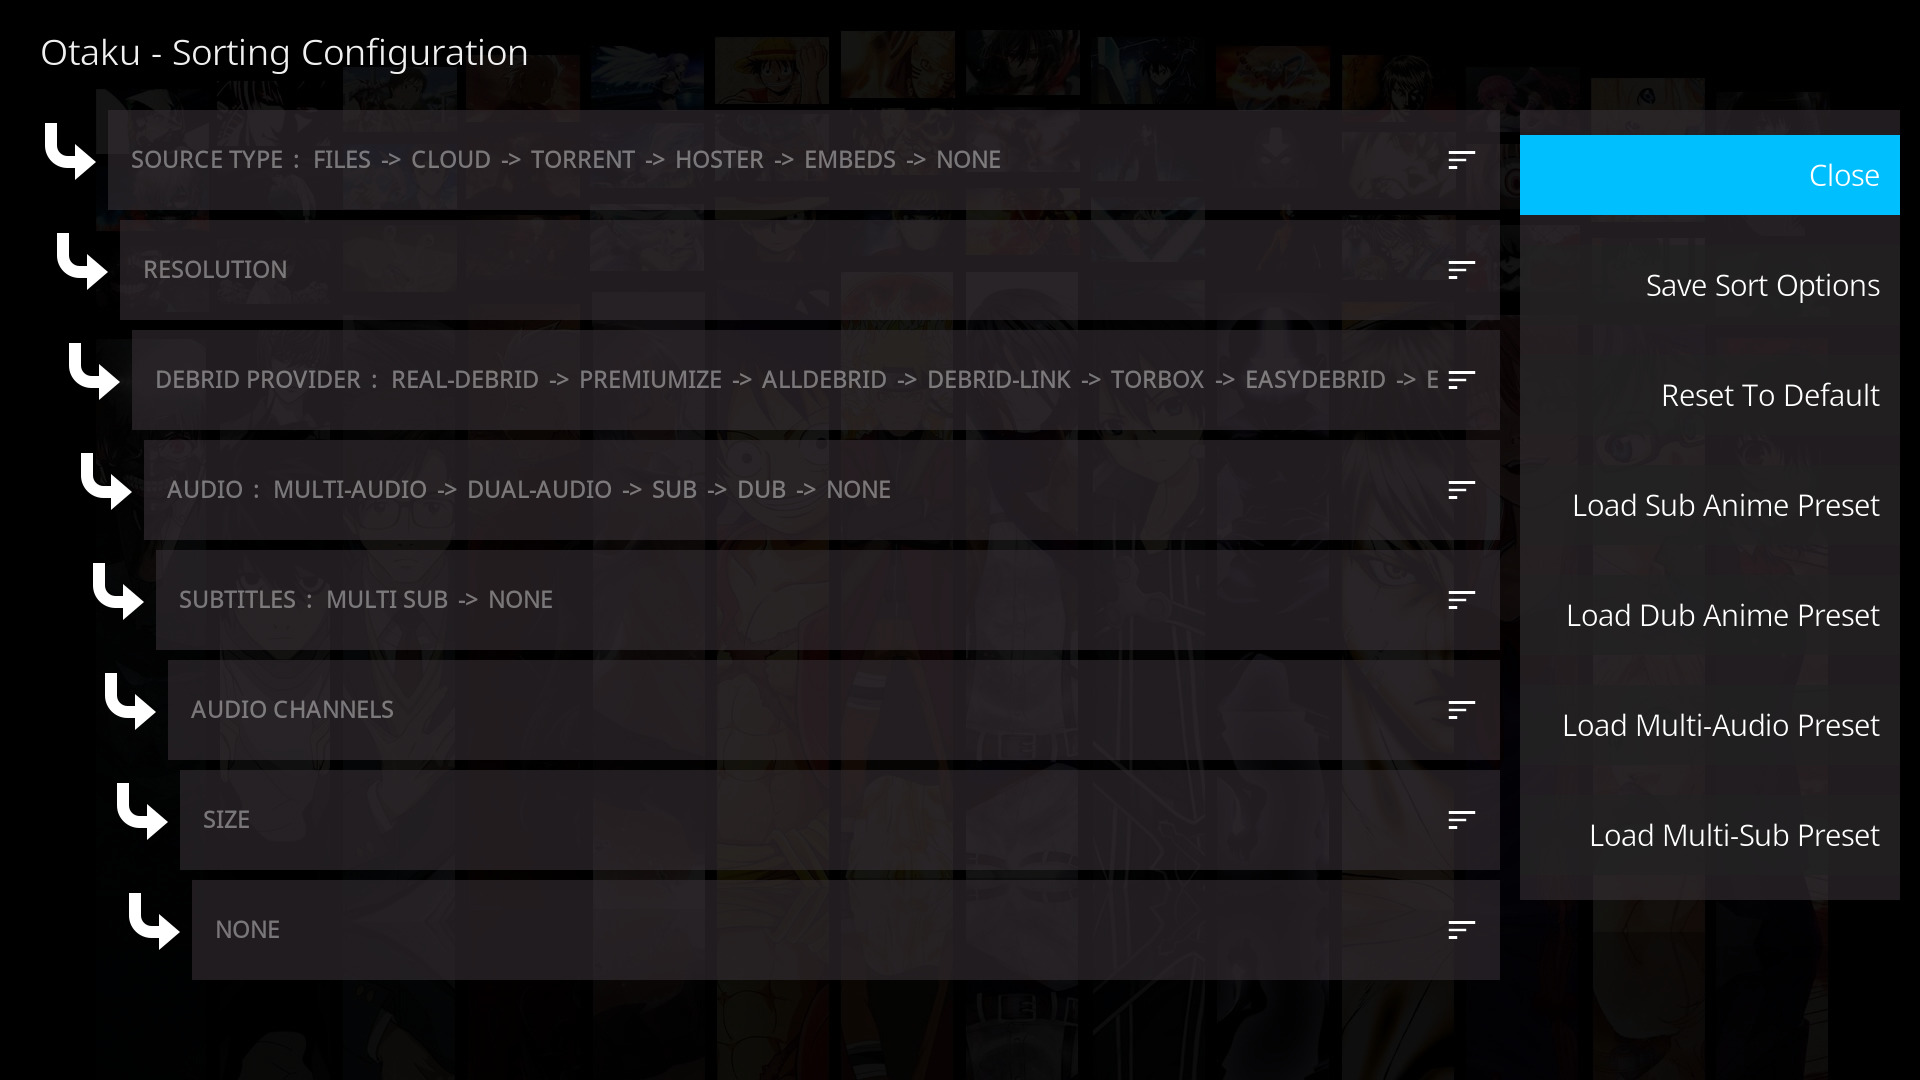 Otaku - Sorting Configuration
SOURCE TYPE : FILES -> CLOUD -> TORRENT -> HOSTER -> EMBEDS -> NONE
RESOLUTION
DEBRID PROVIDER : REAL-DEBRID -> PREMIUMIZE -> ALLDEBRID -> DEBRID-LINK -> TORBOX -> EASYDEBRID -> E
AUDIO : MULTI-AUDIO -> DUAL-AUDIO -> SUB -> DUB -> NONE
SUBTITLES : MULTI SUB -> NONE
AUDIO CHANNELS
SIZE
NONE
Close
Save Sort Options
Reset To Default
Load Sub Anime Preset
Load Dub Anime Preset
Load Multi-Audio Preset
Load Multi-Sub Preset